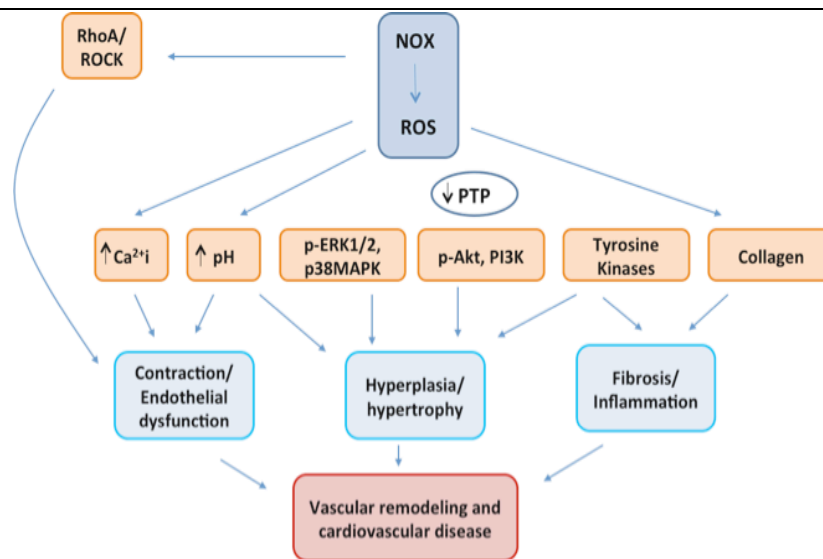 RhoA/
ROCK
NOX
ROS
↓ PTP
↑Ca²⁺i
↑ pH
p-ERK1/2,
p38MAPK
p-Akt, PI3K
Tyrosine
Kinases
Collagen
Contraction/
Endothelial
dysfunction
Hyperplasia/
hypertrophy
Fibrosis/
Inflammation
Vascular remodeling and
cardiovascular disease